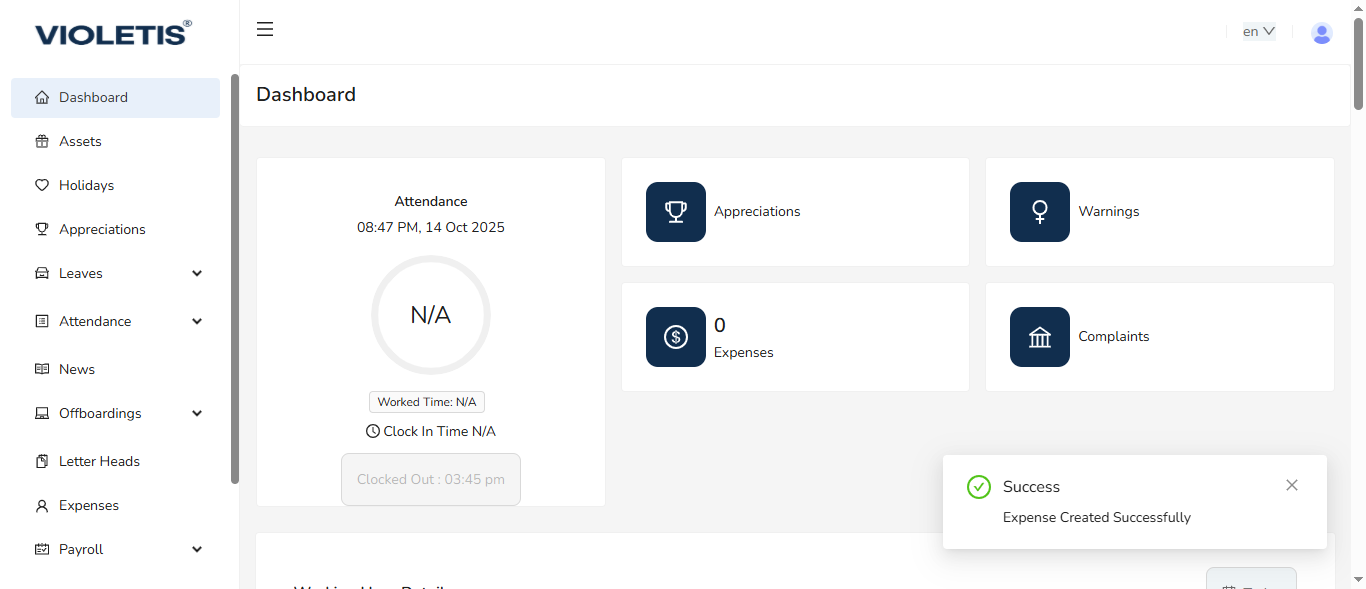 VIOLETIS®
en
Dashboard
Assets
Holidays
Appreciations
Leaves
Attendance
News
Offboardings
Letter Heads
Expenses
Payroll
Dashboard
Attendance
08:47 PM, 14 Oct 2025
N/A
Worked Time: N/A
Clock In Time N/A
Clocked Out : 03:45 pm
Appreciations
Warnings
0
Expenses
Complaints
Success
Expense Created Successfully